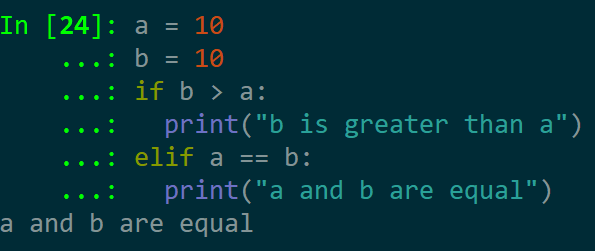 In [24]: a = 10
    ...: b = 10
    ...: if b > a:
    ...:   print("b is greater than a")
    ...: elif a == b:
    ...:   print("a and b are equal")
a and b are equal